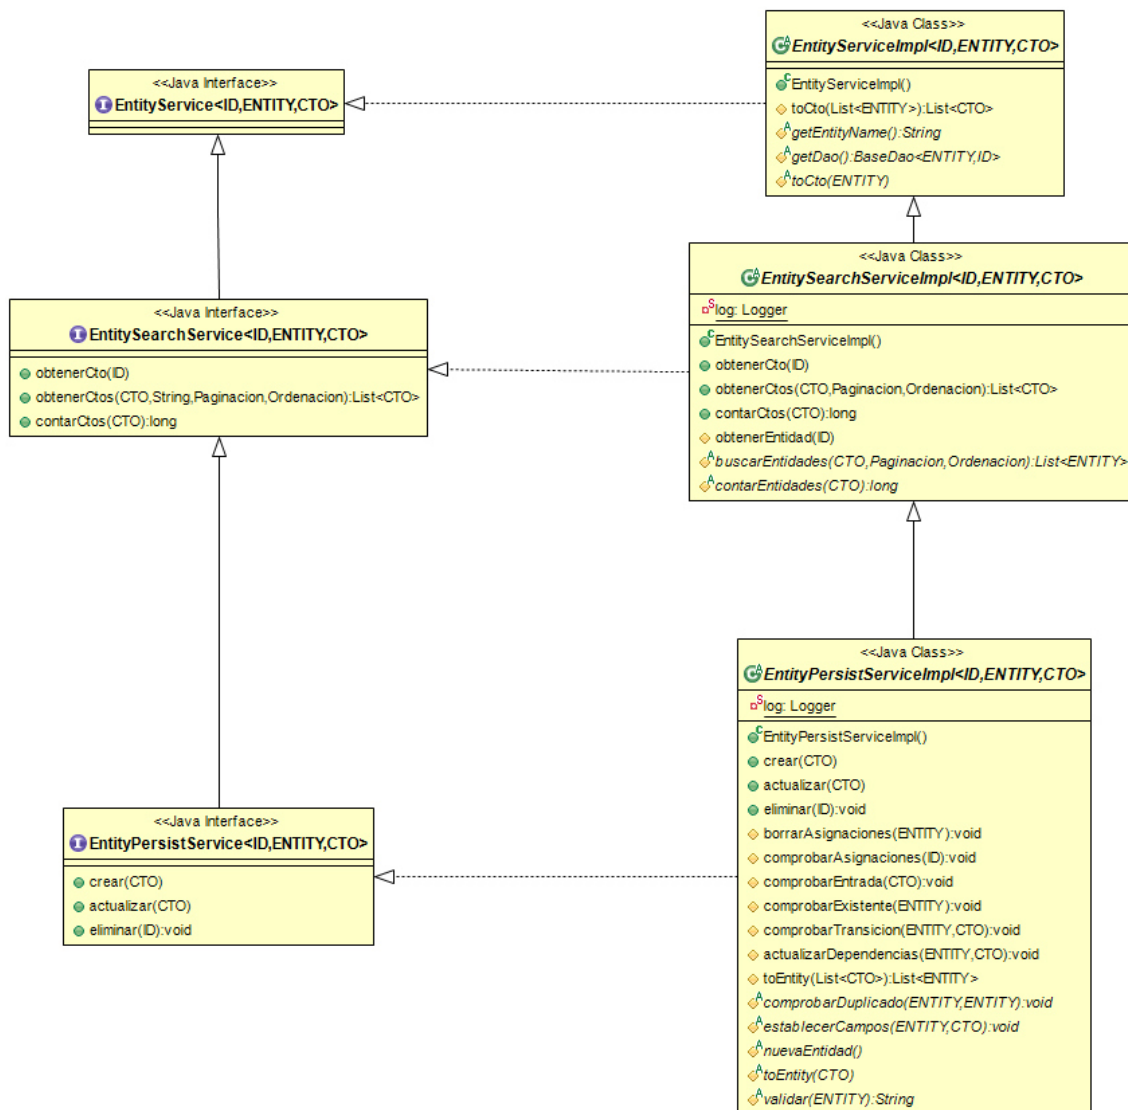 <<Java Class>>
EntityServiceImpl<ID,ENTITY,CTO>
EntityServiceImpl()
toCto(List<ENTITY>):List<CTO>
getEntityName():String
getDao():BaseDao<ENTITY,ID>
toCto(ENTITY)
<<Java Interface>>
EntityService<ID,ENTITY,CTO>
<<Java Class>>
EntitySearchServiceImpl<ID,ENTITY,CTO>
log: Logger
EntitySearchServiceImpl()
obtenerCto(ID)
obtenerCtos(CTO,Paginacion,Ordenacion):List<CTO>
contarCtos(CTO):long
obtenerEntidad(ID)
buscarEntidades(CTO,Paginacion,Ordenacion):List<ENTITY>
contarEntidades(CTO):long
<<Java Interface>>
EntitySearchService<ID,ENTITY,CTO>
obtenerCto(ID)
obtenerCtos(CTO,String,Paginacion,Ordenacion):List<CTO>
contarCtos(CTO):long
<<Java Class>>
EntityPersistServiceImpl<ID,ENTITY,CTO>
log: Logger
EntityPersistServiceImpl()
crear(CTO)
actualizar(CTO)
eliminar(ID):void
borrarAsignaciones(ENTITY):void
comprobarAsignaciones(ID):void
comprobarEntrada(CTO):void
comprobarExistente(ENTITY):void
comprobarTransicion(ENTITY,CTO):void
actualizarDependencias(ENTITY,CTO):void
toEntity(List<CTO>):List<ENTITY>
comprobarDuplicado(ENTITY,ENTITY):void
establecerCampos(ENTITY,CTO):void
nuevaEntidad()
toEntity(CTO)
validar(ENTITY):String
<<Java Interface>>
EntityPersistService<ID,ENTITY,CTO>
crear(CTO)
actualizar(CTO)
eliminar(ID):void